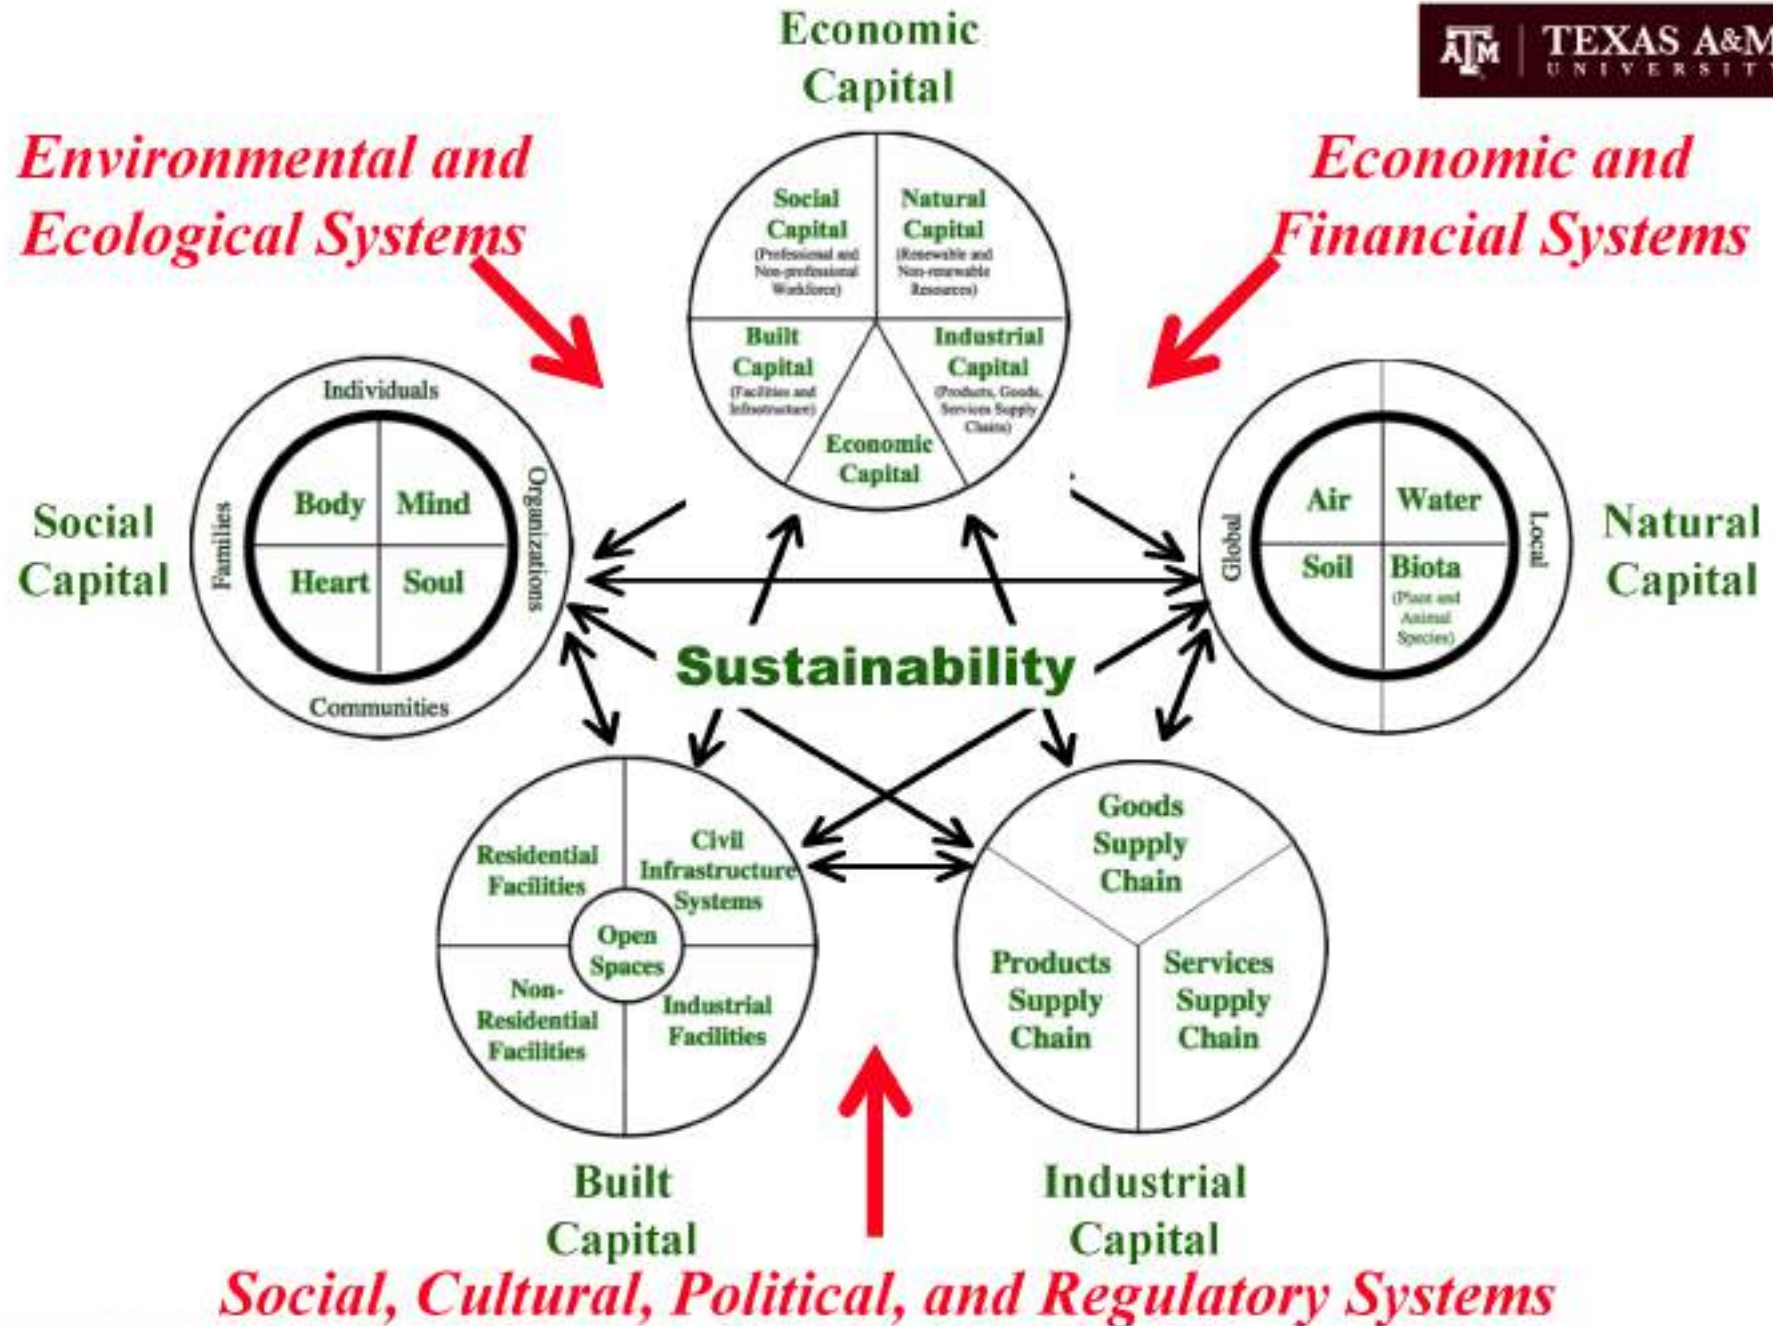 Economic
Capital
ATM
TEXAS A&M
UNIVERSITY
Environmental and
Ecological Systems
Economic and
Financial Systems
Social
Capital
(Professional and
Non-professional
Workforce)
Natural
Capital
(Renewable and
Non-renewable
Resources)
Built
Capital
(Facilities and
Infrastructure)
Industrial
Capital
(Products, Goods,
Services Supply
Chains)
Economic
Capital
Social
Capital
Individuals
Families
Organizations
Communities
Body
Mind
Heart
Soul
Natural
Capital
Global
Local
Air
Water
Soil
Biota
(Plant and
Animal
Species)
Sustainability
Residential
Facilities
Civil
Infrastructure
Systems
Open
Spaces
Non-
Residential
Facilities
Industrial
Facilities
Goods
Supply
Chain
Products
Supply
Chain
Services
Supply
Chain
Built
Capital
Industrial
Capital
Social, Cultural, Political, and Regulatory Systems